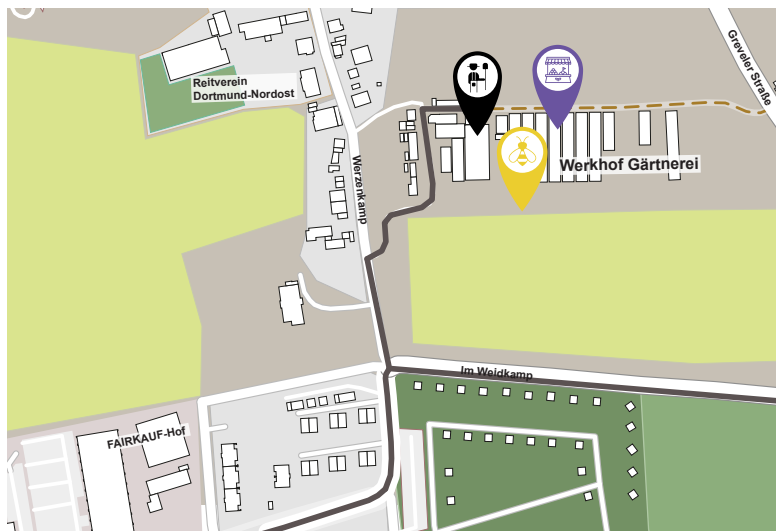 Greveler Straße
Reitverein
Dortmund-Nordost
Werzenkamp
Werkhof Gärtnerei
Im Weidkamp
FAIRKAUF-Hof